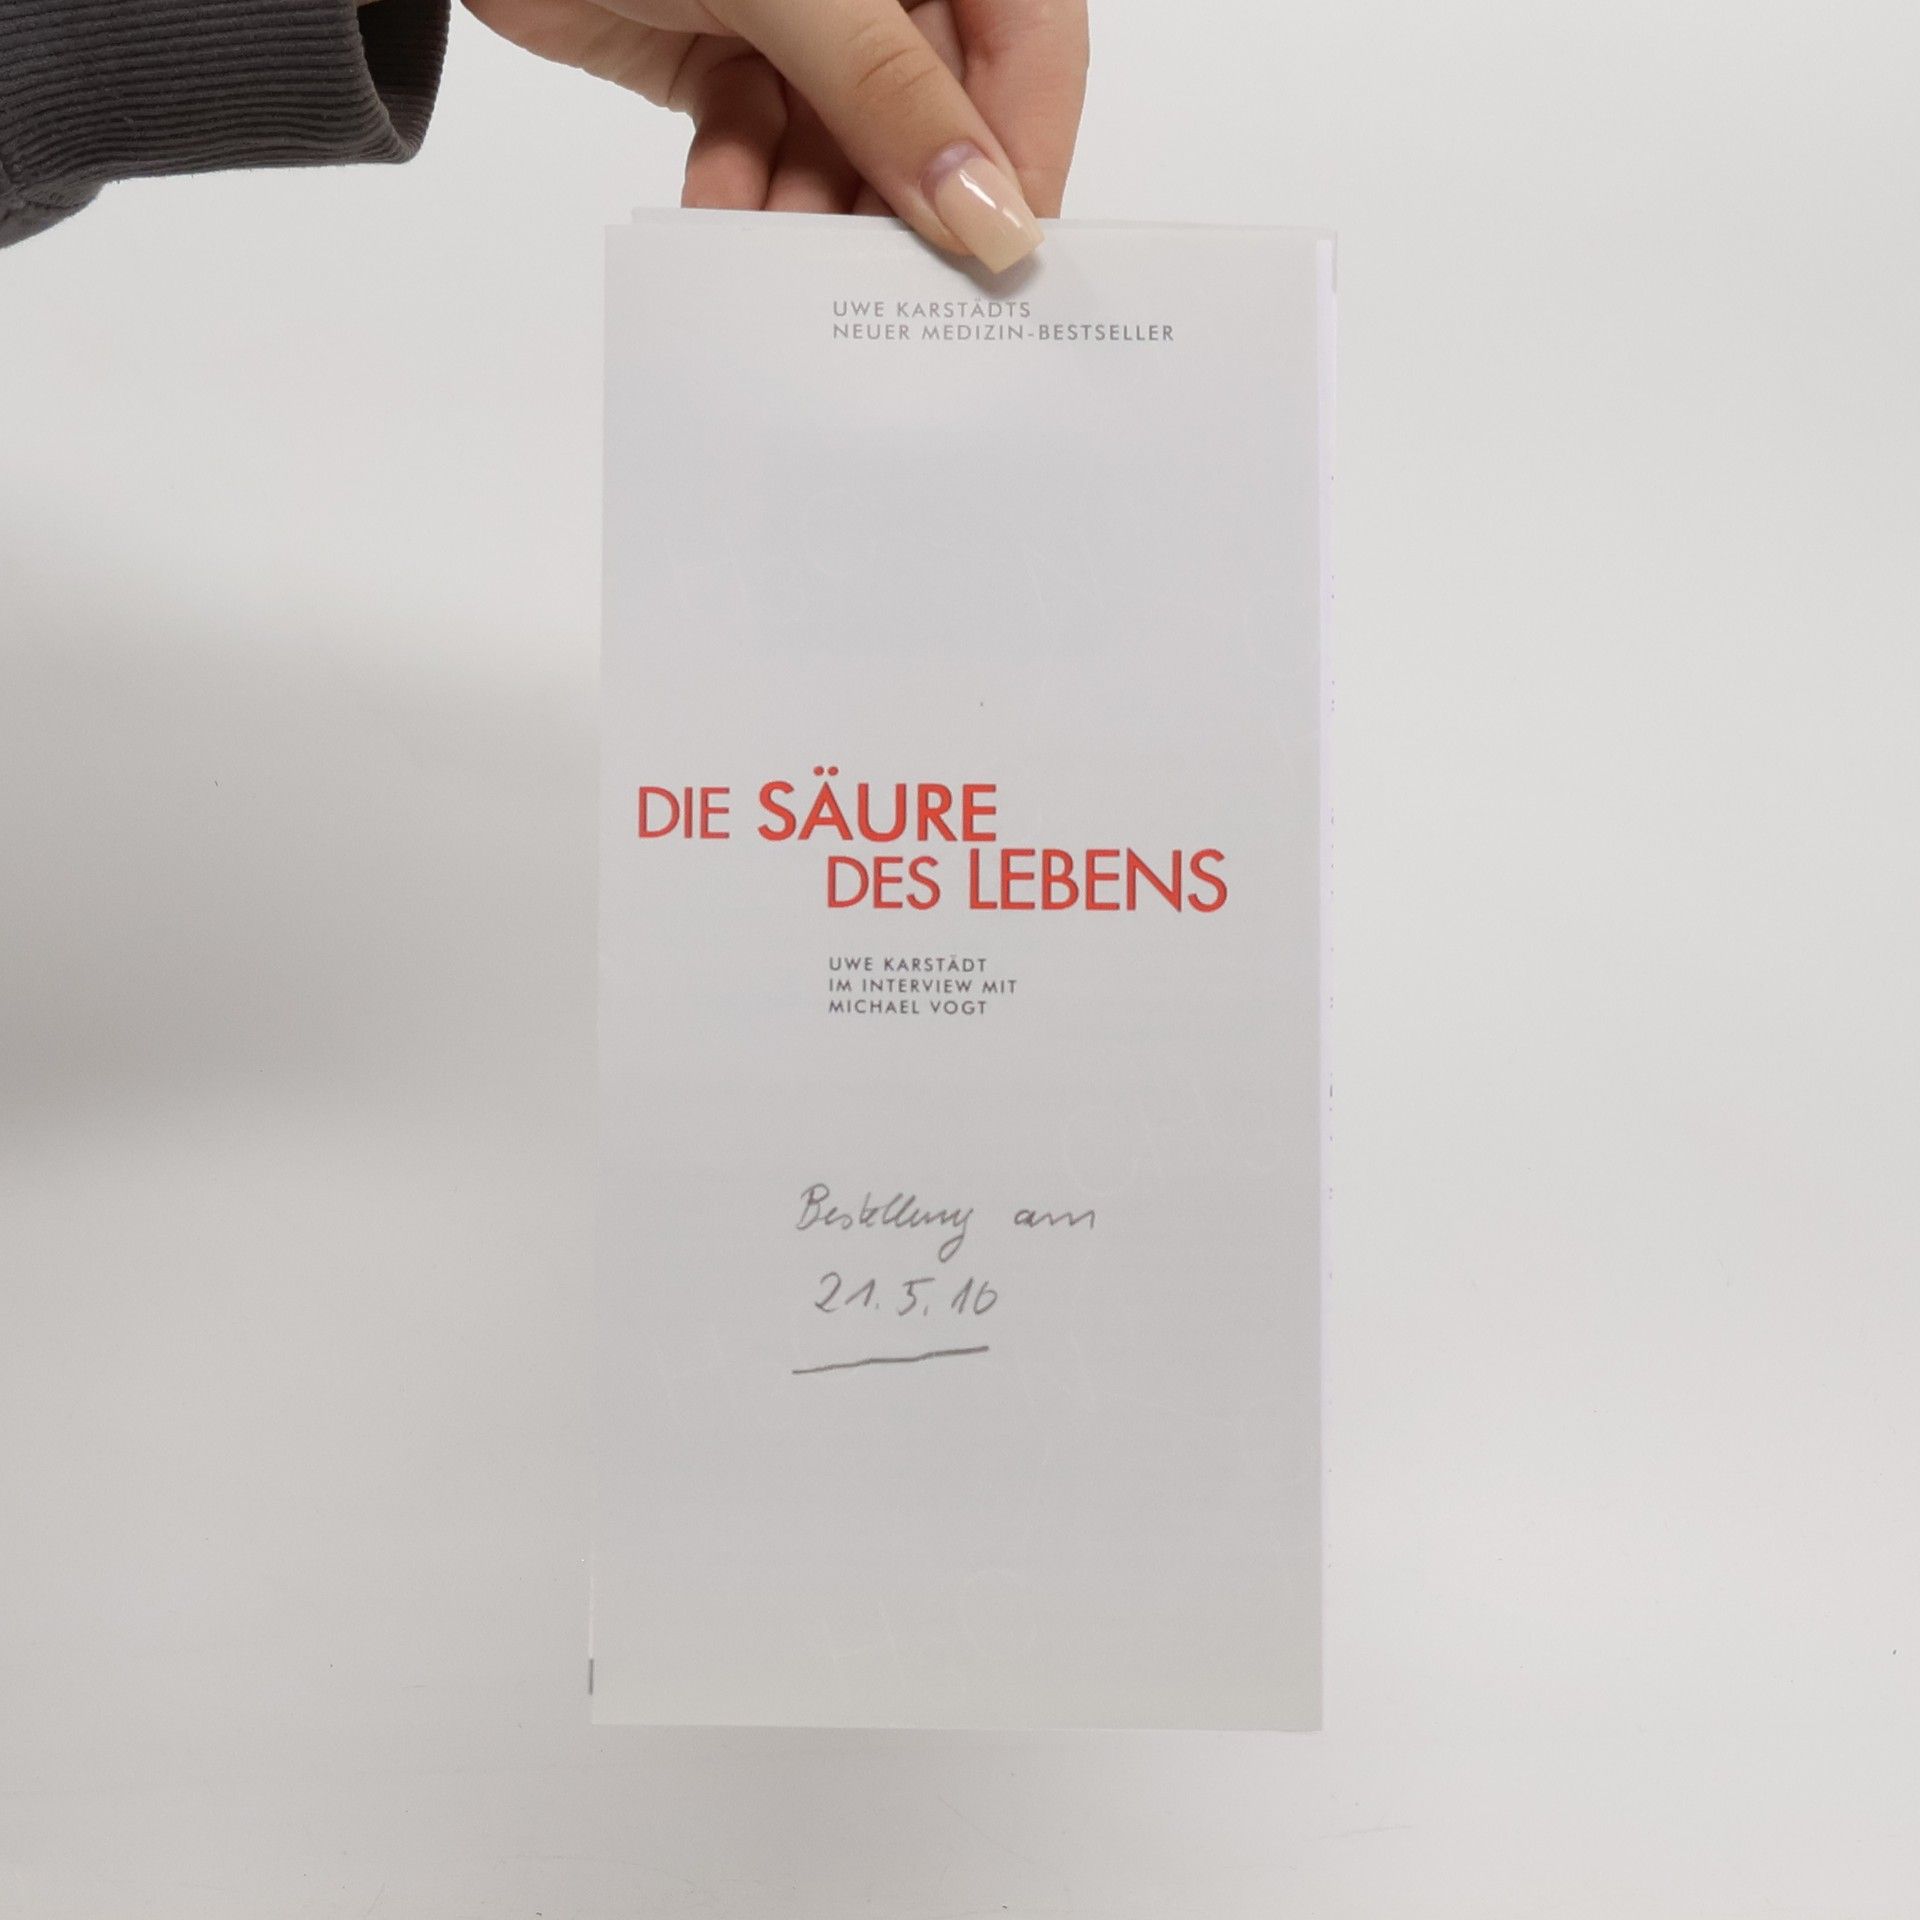 UWE KARSTÄDTS
NEUER MEDIZIN-BESTSELLER
DIE SÄURE
DES LEBENS
UWE KARSTÄDT
IM INTERVIEW MIT
MICHAEL VOGT
Bestellung am
21.5.16